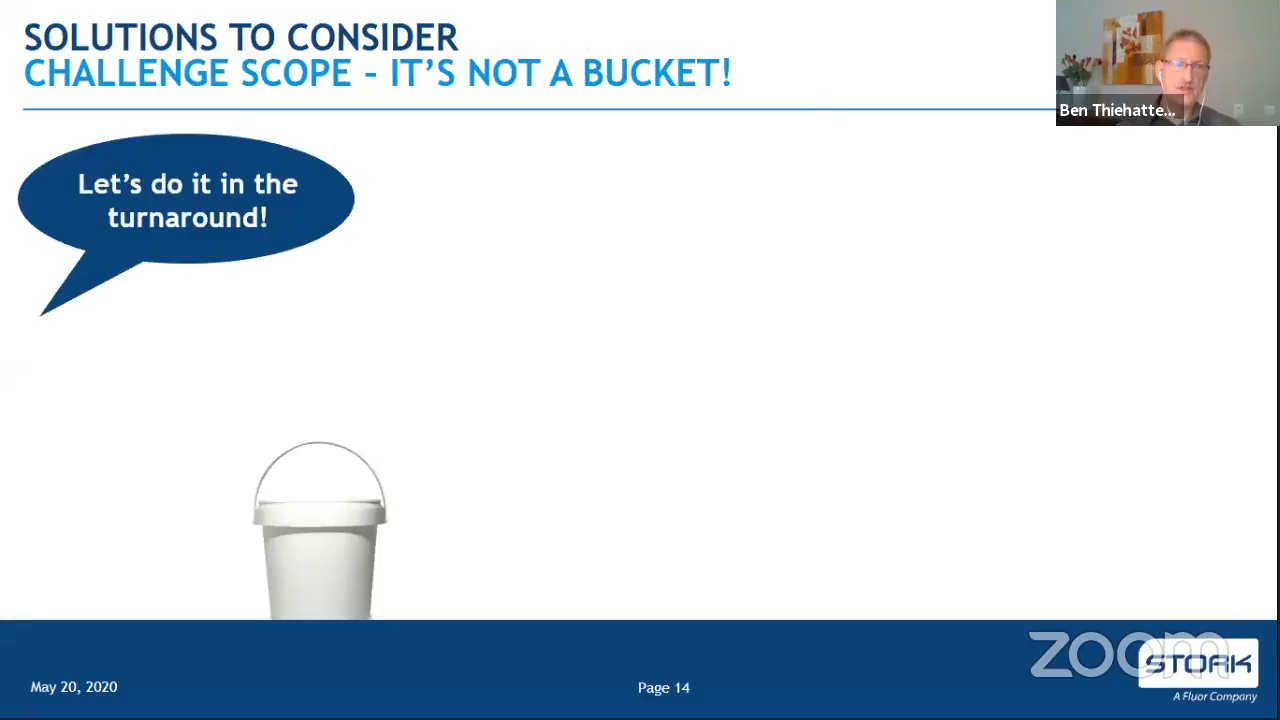 SOLUTIONS TO CONSIDER
CHALLENGE SCOPE – IT'S NOT A BUCKET!
Ben Thiehatte...
Let's do it in the
turnaround!
May 20, 2020
Page 14
zoom
STORK
A Fluor Company